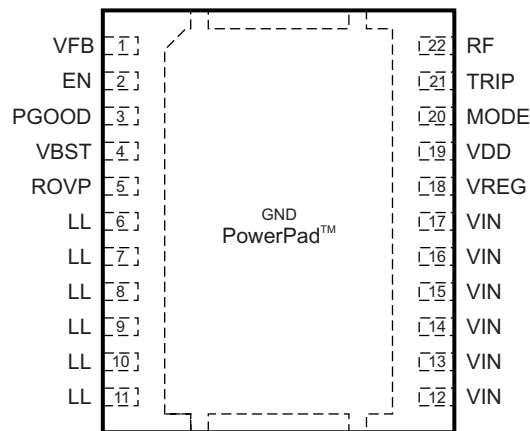 VFB 1 22 RF
EN 2 21 TRIP
PGOOD 3 20 MODE
VBST 4 19 VDD
ROVP 5 18 VREG
LL 6 17 VIN
GND
PowerPad™
LL 7 16 VIN
LL 8 15 VIN
LL 9 14 VIN
LL 10 13 VIN
LL 11 12 VIN